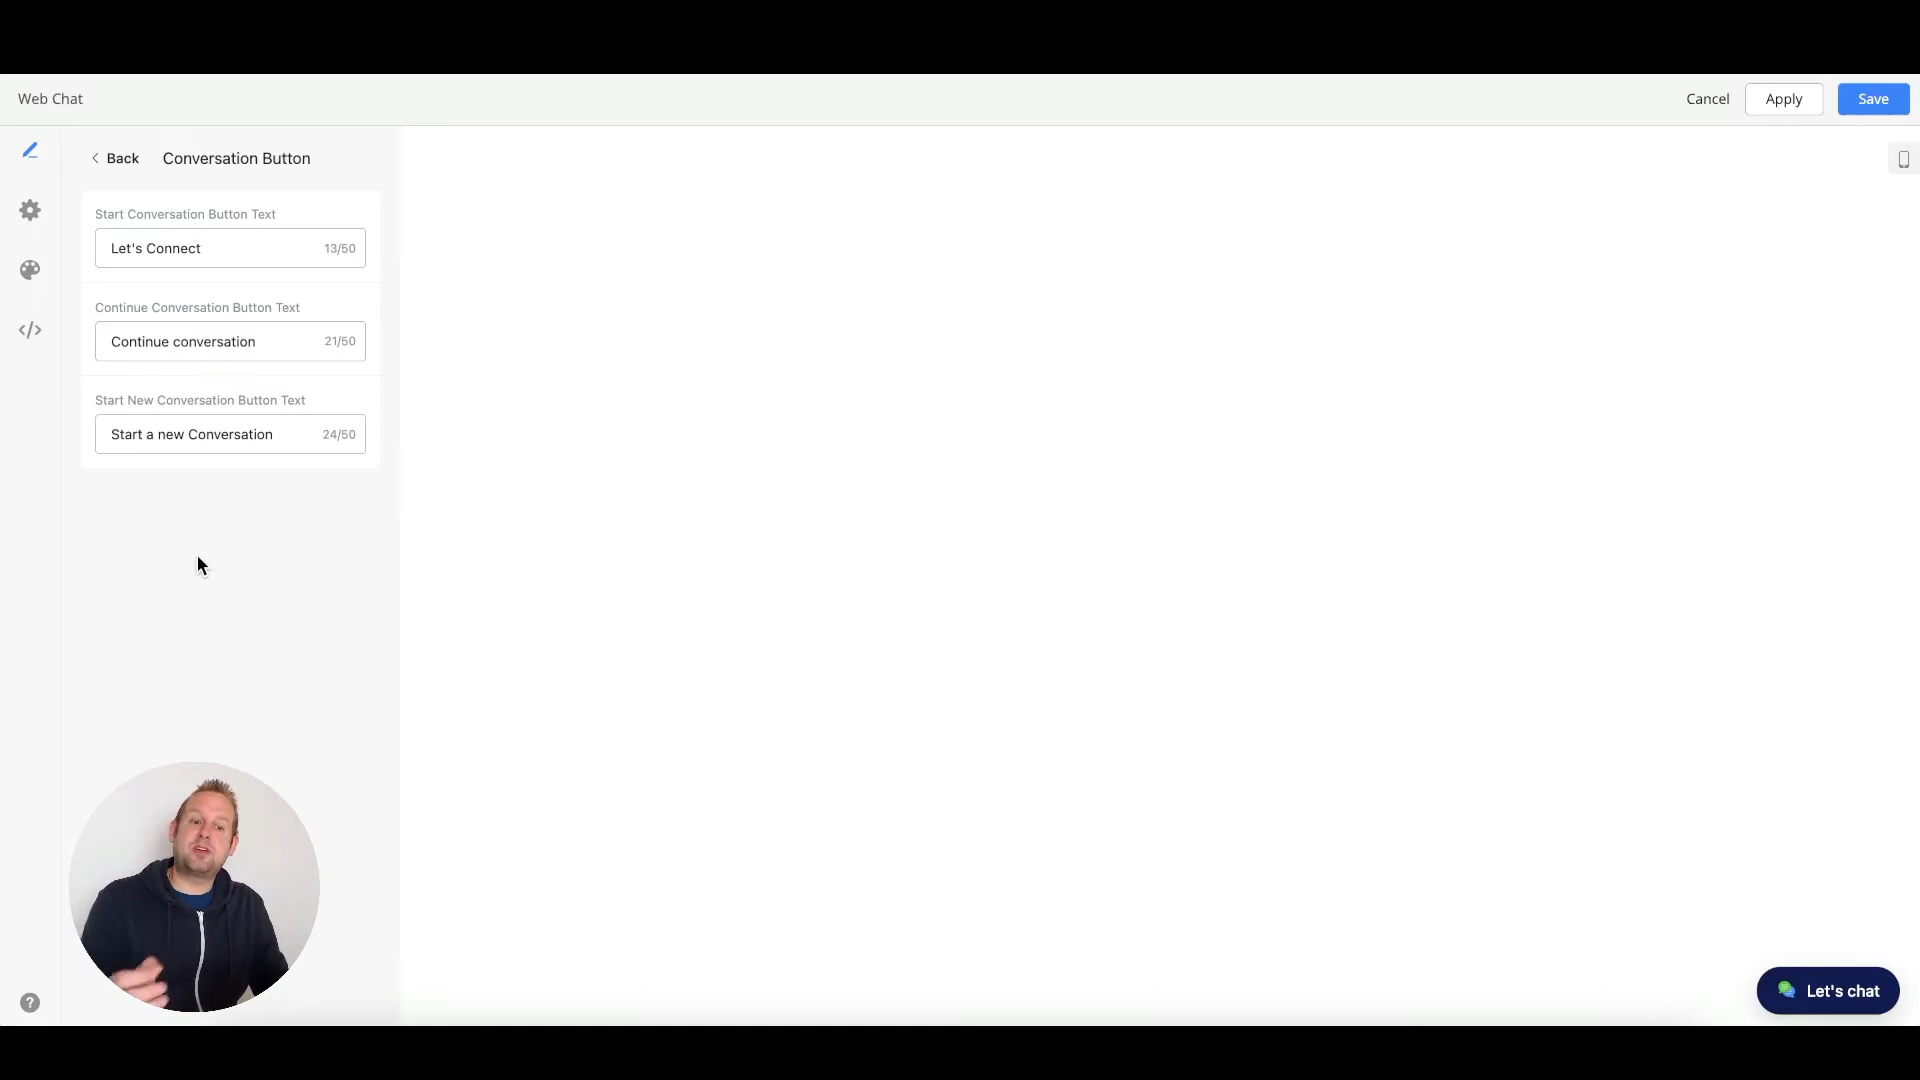 Web Chat
Cancel
Apply
Save
Back
Conversation Button
Start Conversation Button Text
Let's Connect
13/50
Continue Conversation Button Text
Continue conversation
21/50
Start New Conversation Button Text
Start a new Conversation
24/50
</>
?
Let's chat